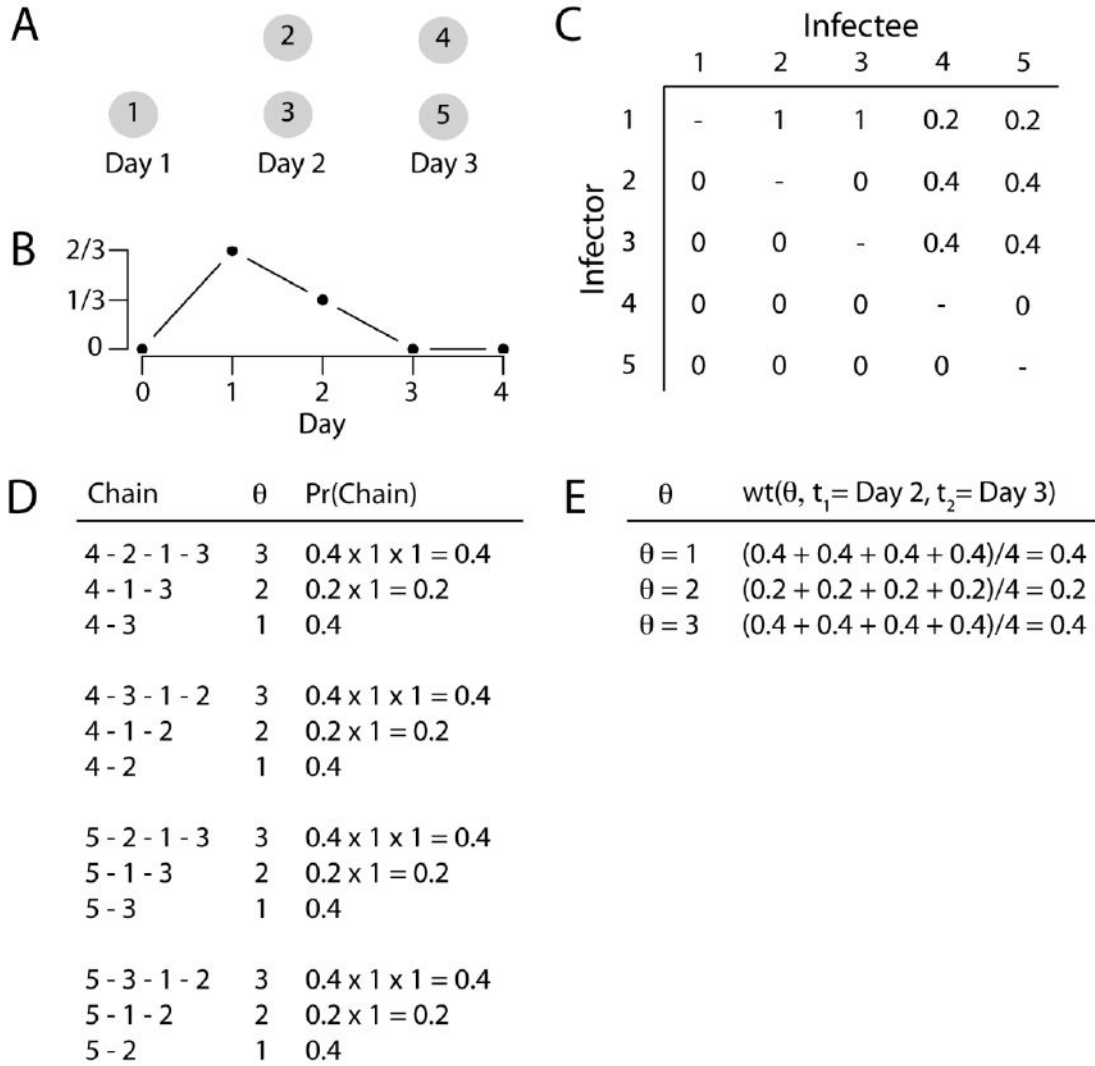 A
2 4
1 3 5
Day 1 Day 2 Day 3
B
2/3
1/3
0
0 1 2 3 4
Day
C
Infectee
1 2 3 4 5
Infector
1 - 1 1 0.2 0.2
2 0 - 0 0.4 0.4
3 0 0 - 0.4 0.4
4 0 0 0 - 0
5 0 0 0 0 -
D
Chain θ Pr(Chain)
4 - 2 - 1 - 3 3 0.4 x 1 x 1 = 0.4
4 - 1 - 3 2 0.2 x 1 = 0.2
4 - 3 1 0.4
4 - 3 - 1 - 2 3 0.4 x 1 x 1 = 0.4
4 - 1 - 2 2 0.2 x 1 = 0.2
4 - 2 1 0.4
5 - 2 - 1 - 3 3 0.4 x 1 x 1 = 0.4
5 - 1 - 3 2 0.2 x 1 = 0.2
5 - 3 1 0.4
5 - 3 - 1 - 2 3 0.4 x 1 x 1 = 0.4
5 - 1 - 2 2 0.2 x 1 = 0.2
5 - 2 1 0.4
E
θ wt(θ, t₁= Day 2, t₂= Day 3)
θ = 1 (0.4 + 0.4 + 0.4 + 0.4)/4 = 0.4
θ = 2 (0.2 + 0.2 + 0.2 + 0.2)/4 = 0.2
θ = 3 (0.4 + 0.4 + 0.4 + 0.4)/4 = 0.4